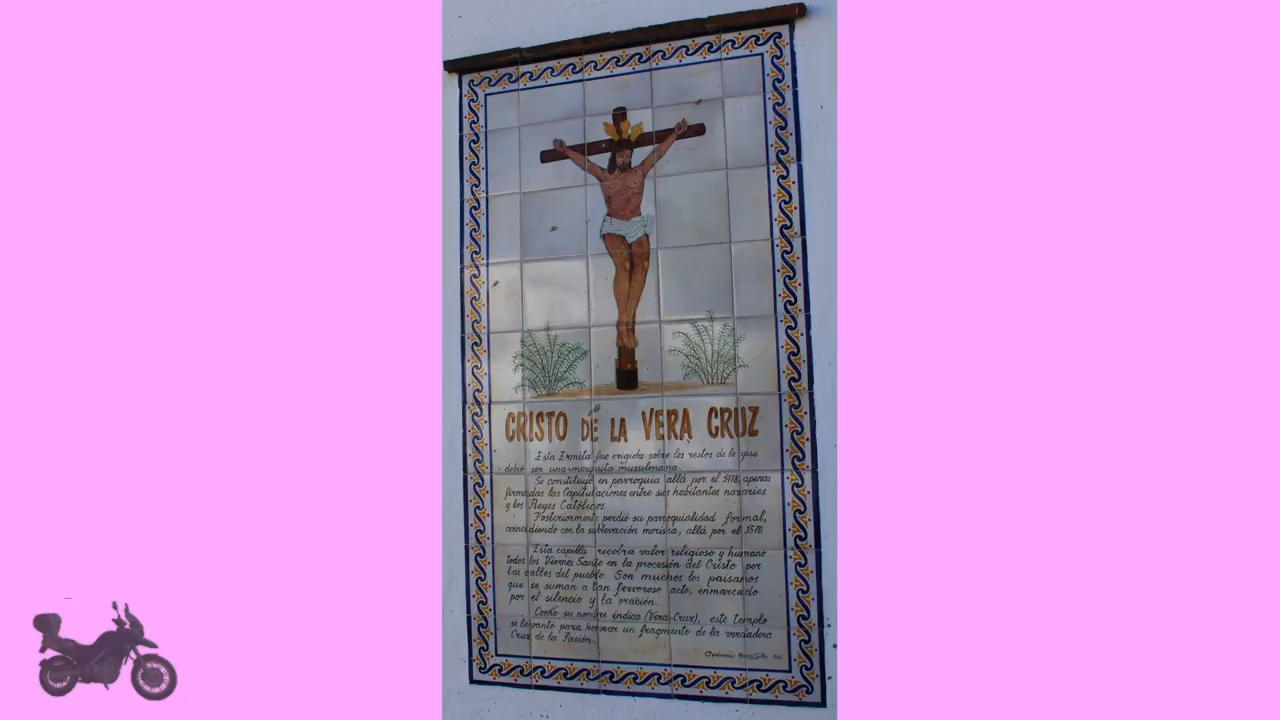 CRISTO DE LA VERA CRUZ
Esta Ermita fue erigida sobre los restos de lo que
debió ser una mezquita musulmana.
Se constituyó en parroquia allá por el 1478, apenas
firmadas las Capitulaciones entre sus habitantes nazaries
y los Reyes Católicos.
Posteriormente perdió su parroquialidad formal,
coincidiendo con la sublevación morisca, allá por el 1570.
Esta capilla recobra valor religioso y humano
todos los Viernes Santo en la procesión del Cristo por
las calles del pueblo. Son muchos los paisanos
que se suman a tan fervoroso acto, enmarcado
por el silencio y la oración.
Como su nombre indica (Vera-Cruz), este templo
se levantó para honrar un fragmento de la verdadera
Cruz de la Pasión.